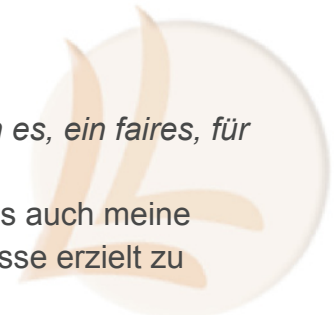 es, ein faires, für
s auch meine
sse erzielt zu